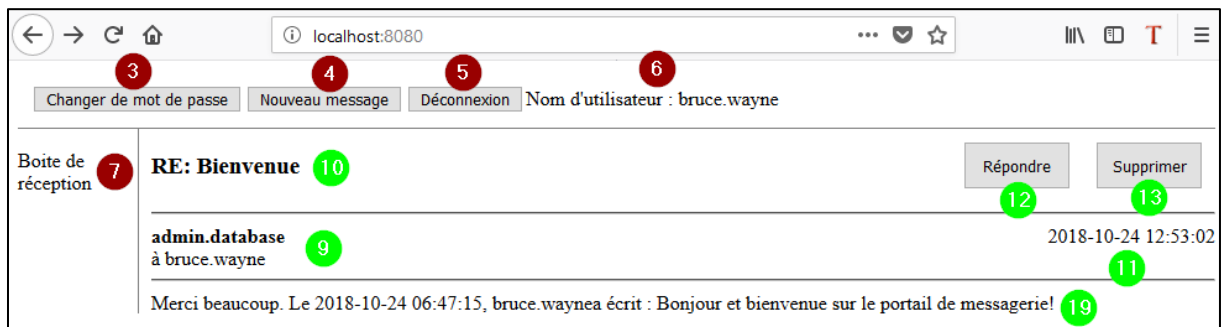 localhost:8080
3 4 5 6
Changer de mot de passe Nouveau message Déconnexion Nom d'utilisateur : bruce.wayne
Boite de
réception
7
RE: Bienvenue 10 Répondre Supprimer
12 13
admin.database 2018-10-24 12:53:02
à bruce.wayne
9 11
Merci beaucoup. Le 2018-10-24 06:47:15, bruce.waynea écrit : Bonjour et bienvenue sur le portail de messagerie! 19